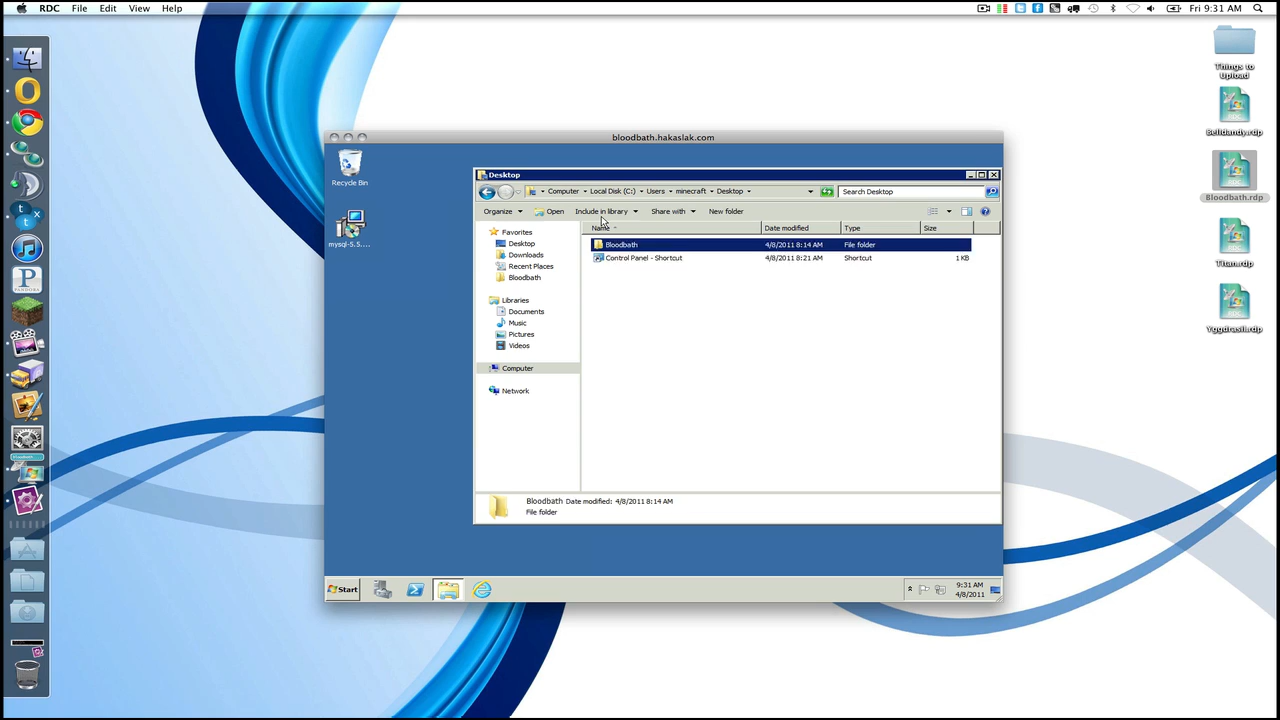 RDC File Edit View Help Fri 9:31 AM
Things to
Upload
Belldandy.rdp
Bloodbath.rdp
Titan.rdp
Yggdrasil.rdp
bloodbath.hakaslak.com
Recycle Bin
mysql-5.5....
Desktop
Computer Local Disk (C:) Users minecraft Desktop Search Desktop
Organize Open Include in library Share with New folder
Name Date modified Type Size
Favorites
Desktop
Downloads
Recent Places
Bloodbath
Libraries
Documents
Music
Pictures
Videos
Computer
Network
Bloodbath 4/8/2011 8:14 AM File folder
Control Panel - Shortcut 4/8/2011 8:21 AM Shortcut 1 KB
Bloodbath Date modified: 4/8/2011 8:14 AM
File folder
Start
9:31 AM
4/8/2011